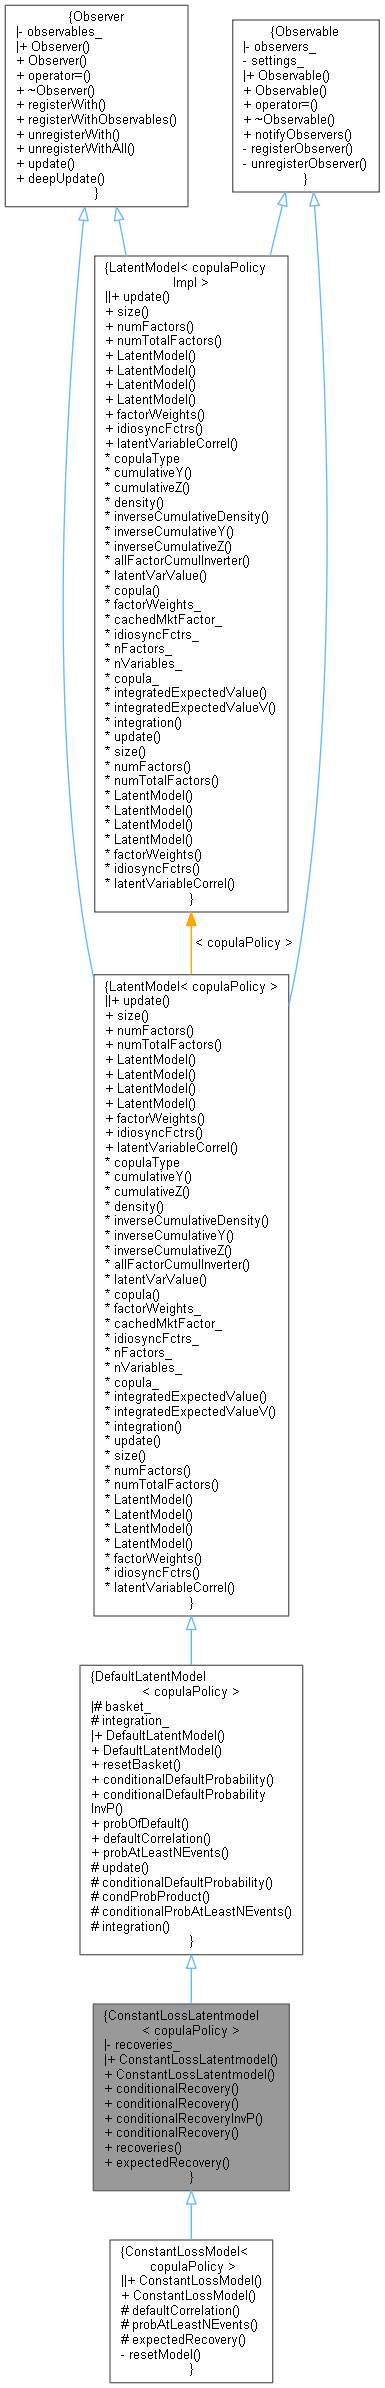 {Observer
|- observables_
|+ Observer()
+ Observer()
+ operator=()
+ ~Observer()
+ registerWith()
+ registerWithObservables()
+ unregisterWith()
+ unregisterWithAll()
+ update()
+ deepUpdate()
}
{Observable
|- observers_
- settings_
|+ Observable()
+ Observable()
+ operator=()
+ ~Observable()
+ notifyObservers()
- registerObserver()
- unregisterObserver()
}
{LatentModel< copulaPolicy
Impl >
||+ update()
+ size()
+ numFactors()
+ numTotalFactors()
+ LatentModel()
+ LatentModel()
+ LatentModel()
+ LatentModel()
+ factorWeights()
+ idiosyncFctrs()
+ latentVariableCorrel()
* copulaType
* cumulativeY()
* cumulativeZ()
* density()
* inverseCumulativeDensity()
* inverseCumulativeY()
* inverseCumulativeZ()
* allFactorCumulInverter()
* latentVarValue()
* copula()
* factorWeights_
* cachedMktFactor_
* idiosyncFctrs_
* nFactors_
* nVariables_
* copula_
* integratedExpectedValue()
* integratedExpectedValueV()
* integration()
* update()
* size()
* numFactors()
* numTotalFactors()
* LatentModel()
* LatentModel()
* LatentModel()
* LatentModel()
* factorWeights()
* idiosyncFctrs()
* latentVariableCorrel()
}
< copulaPolicy >
{LatentModel< copulaPolicy >
||+ update()
+ size()
+ numFactors()
+ numTotalFactors()
+ LatentModel()
+ LatentModel()
+ LatentModel()
+ LatentModel()
+ factorWeights()
+ idiosyncFctrs()
+ latentVariableCorrel()
* copulaType
* cumulativeY()
* cumulativeZ()
* density()
* inverseCumulativeDensity()
* inverseCumulativeY()
* inverseCumulativeZ()
* allFactorCumulInverter()
* latentVarValue()
* copula()
* factorWeights_
* cachedMktFactor_
* idiosyncFctrs_
* nFactors_
* nVariables_
* copula_
* integratedExpectedValue()
* integratedExpectedValueV()
* integration()
* update()
* size()
* numFactors()
* numTotalFactors()
* LatentModel()
* LatentModel()
* LatentModel()
* LatentModel()
* factorWeights()
* idiosyncFctrs()
* latentVariableCorrel()
}
{DefaultLatentModel
< copulaPolicy >
|# basket_
# integration_
|+ DefaultLatentModel()
+ DefaultLatentModel()
+ resetBasket()
+ conditionalDefaultProbability()
+ conditionalDefaultProbability
InvP()
+ probOfDefault()
+ defaultCorrelation()
+ probAtLeastNEvents()
# update()
# conditionalDefaultProbability()
# condProbProduct()
# conditionalProbAtLeastNEvents()
# integration()
}
{ConstantLossLatentmodel
< copulaPolicy >
|- recoveries_
|+ ConstantLossLatentmodel()
+ ConstantLossLatentmodel()
+ conditionalRecovery()
+ conditionalRecovery()
+ conditionalRecoveryInvP()
+ conditionalRecovery()
+ recoveries()
+ expectedRecovery()
}
{ConstantLossModel<
copulaPolicy >
||+ ConstantLossModel()
+ ConstantLossModel()
# defaultCorrelation()
# probAtLeastNEvents()
# expectedRecovery()
- resetModel()
}